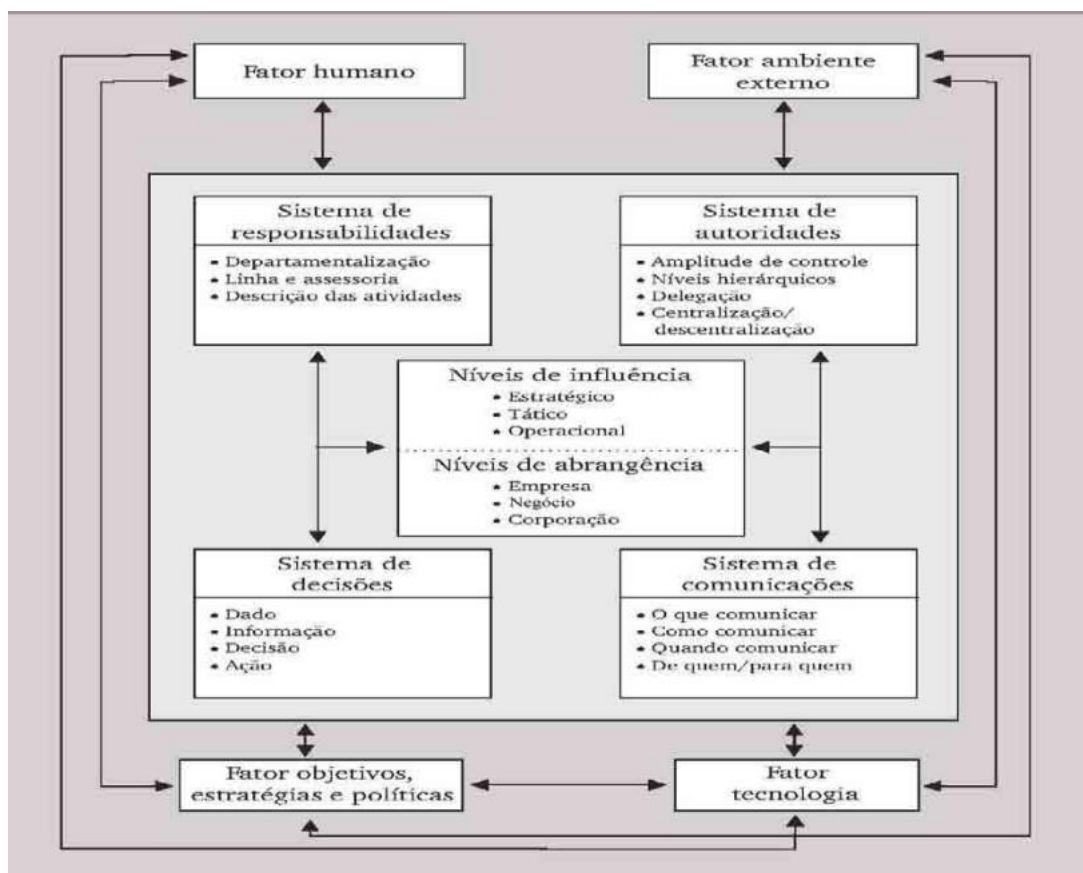 Fator humano
Fator ambiente
externo
Sistema de
responsabilidades
• Departamentalização
• Linha e assessoria
• Descrição das atividades
Sistema de
autoridades
• Amplitude de controle
• Níveis hierárquicos
• Delegação
• Centralização/
descentralização
Níveis de influência
• Estratégico
• Tático
• Operacional
Níveis de abrangência
• Empresa
• Negócio
• Corporação
Sistema de
decisões
• Dado
• Informação
• Decisão
• Ação
Sistema de
comunicações
• O que comunicar
• Como comunicar
• Quando comunicar
• De quem/para quem
Fator objetivos,
estratégias e políticas
Fator
tecnologia